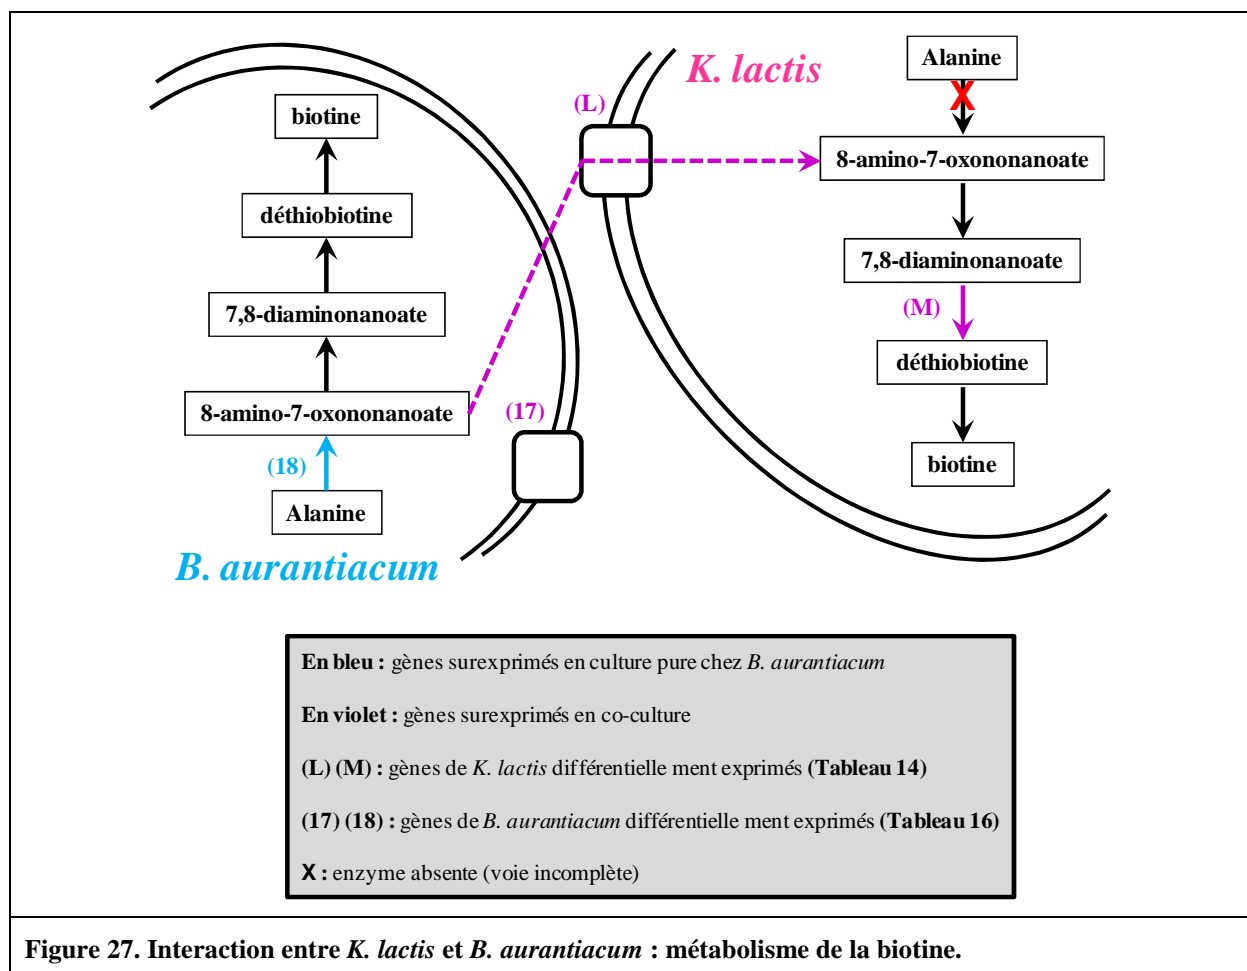 K. lactis
Alanine
X
(L)
biotine
8-amino-7-oxononanoate
déthiobiotine
7,8-diaminonanoate
(M)
7,8-diaminonanoate
déthiobiotine
8-amino-7-oxononanoate
(17)
(18)
biotine
Alanine
B. aurantiacum
En bleu : gènes surexprimés en culture pure chez B. aurantiacum
En violet : gènes surexprimés en co-culture
(L) (M) : gènes de K. lactis différentielle ment exprimés (Tableau 14)
(17) (18) : gènes de B. aurantiacum différentielle ment exprimés (Tableau 16)
X : enzyme absente (voie incomplète)
Figure 27. Interaction entre K. lactis et B. aurantiacum : métabolisme de la biotine.